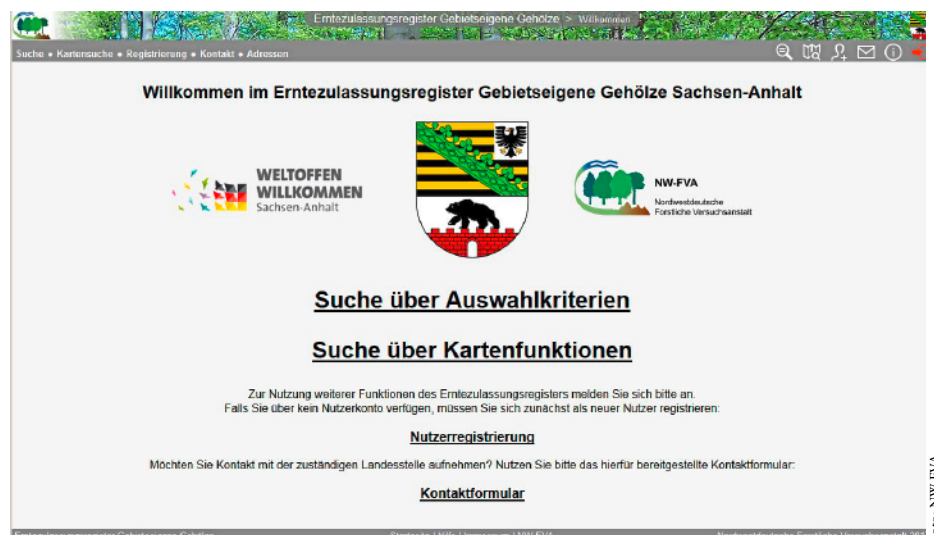 Erntezulassungsregister Gebietseigene Gehölze > Willkommen
Suche • Kartensuche • Registrierung • Kontakt • Adressen
Willkommen im Erntezulassungsregister Gebietseigene Gehölze Sachsen-Anhalt
WELTOFFEN
WILLKOMMEN
Sachsen-Anhalt
NW-FVA
Nordwestdeutsche
Forstliche Versuchsanstalt
Suche über Auswahlkriterien
Suche über Kartenfunktionen
Zur Nutzung weiterer Funktionen des Erntezulassungsregisters melden Sie sich bitte an.
Falls Sie über kein Nutzerkonto verfügen, müssen Sie sich zunächst als neuer Nutzer registrieren:
Nutzerregistrierung
Möchten Sie Kontakt mit der zuständigen Landesstelle aufnehmen? Nutzen Sie bitte das hierfür bereitgestellte Kontaktformular:
Kontaktformular
NW-FVA